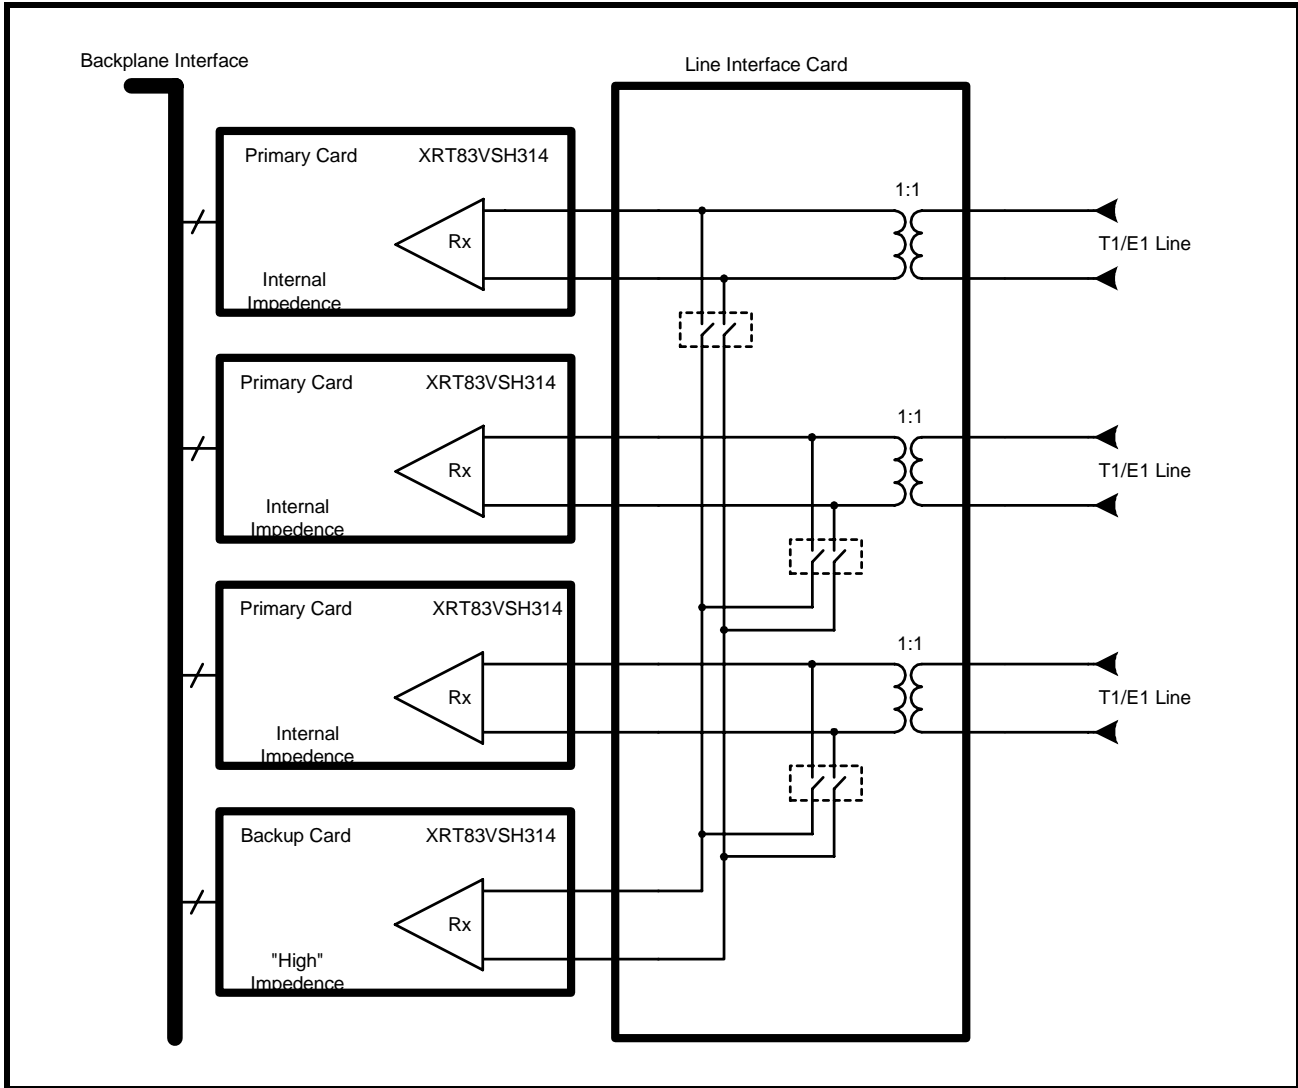 Backplane Interface
Line Interface Card
Primary Card XRT83VSH314
1:1
Rx
T1/E1 Line
Internal
Impedence
Primary Card XRT83VSH314
1:1
Rx
T1/E1 Line
Internal
Impedence
Primary Card XRT83VSH314
1:1
Rx
T1/E1 Line
Internal
Impedence
Backup Card XRT83VSH314
Rx
"High"
Impedence